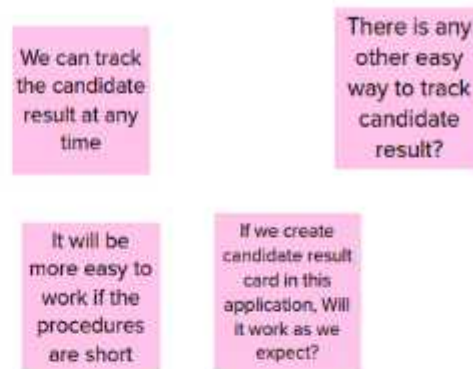 We can track
the candidate
result at any
time
There is any
other easy
way to track
candidate
result?
It will be
more easy to
work if the
procedures
are short
If we create
candidate result
card in this
application, Will
it work as we
expect?